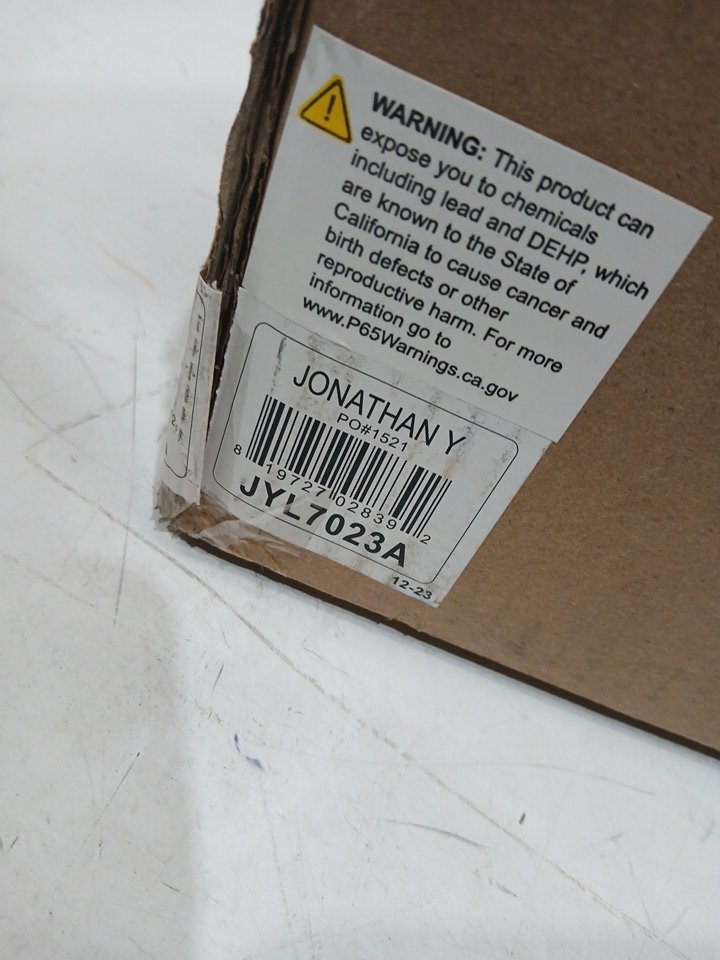 WARNING: This product can
expose you to chemicals
including lead and DEHP, which
are known to the State of
California to cause cancer and
birth defects or other
reproductive harm. For more
information go to
www.P65Warnings.ca.gov
JONATHAN Y
PO#1521
8 19727 02839 2
JYL7023A
12-23